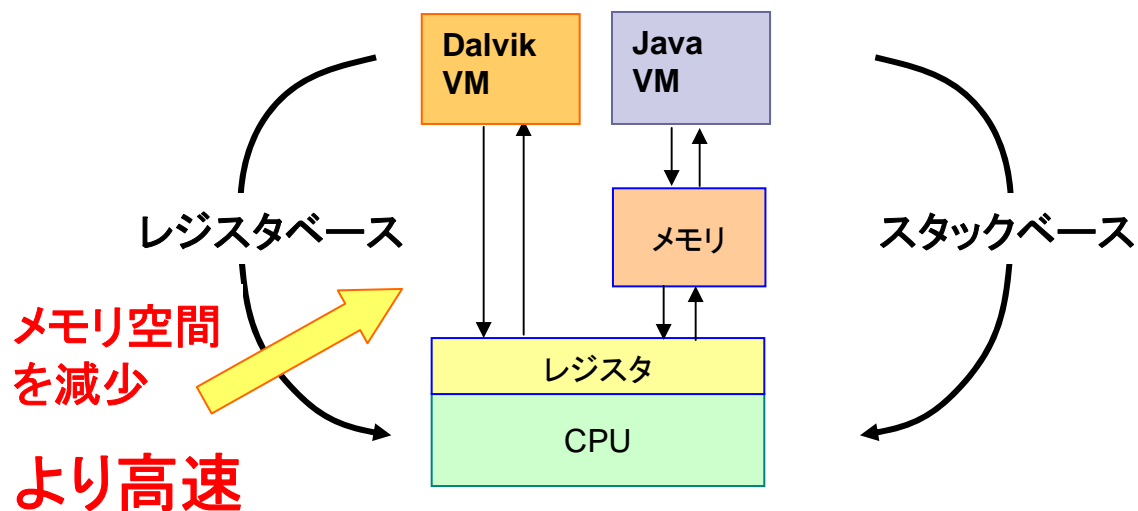 Dalvik
VM
Java
VM
メモリ
レジスタベース
スタックベース
メモリ空間
を減少
レジスタ
CPU
より高速